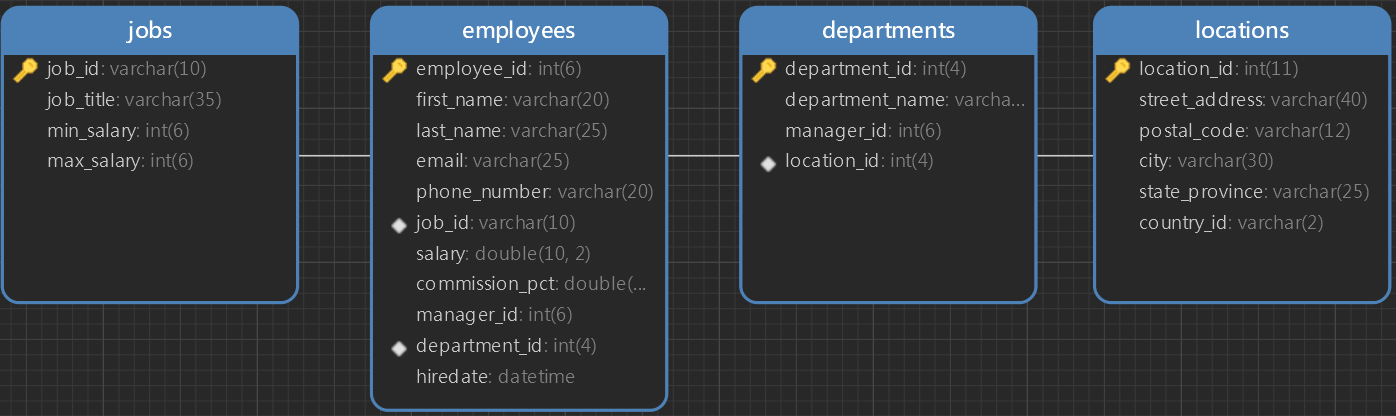 jobs
job_id: varchar(10)
job_title: varchar(35)
min_salary: int(6)
max_salary: int(6)
employees
employee_id: int(6)
first_name: varchar(20)
last_name: varchar(25)
email: varchar(25)
phone_number: varchar(20)
job_id: varchar(10)
salary: double(10, 2)
commission_pct: double(...
manager_id: int(6)
department_id: int(4)
hiredate: datetime
departments
department_id: int(4)
department_name: varcha...
manager_id: int(6)
location_id: int(4)
locations
location_id: int(11)
street_address: varchar(40)
postal_code: varchar(12)
city: varchar(30)
state_province: varchar(25)
country_id: varchar(2)